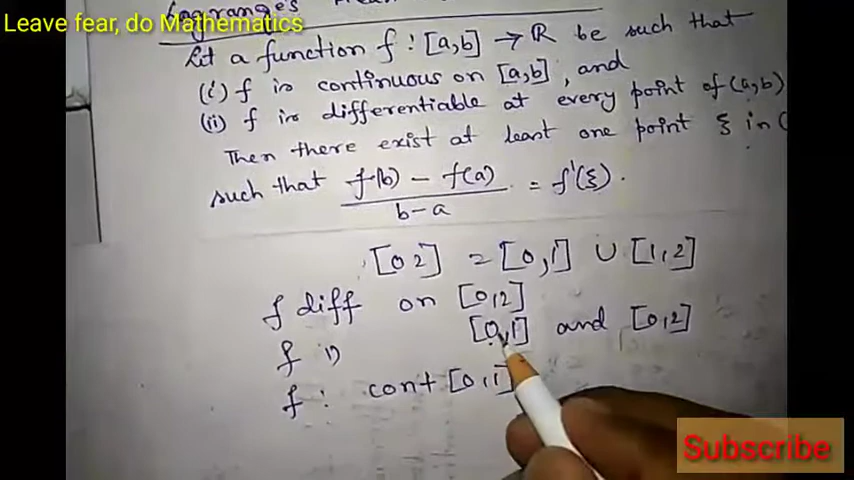 Lagrange's Mean
Leave fear, do Mathematics
Let a function f : [a,b] → ℝ be such that
(i) f is continuous on [a,b], and
(ii) f is differentiable at every point of (a,b)
Then there exist at least one point ξ in (
such that f(b) - f(a) / b-a = f'(ξ).
[0 2] = [0,1] ∪ [1,2]
f diff on [0,2]
f is [0,1] and [0,2]
f : cont [0,1]
Subscribe